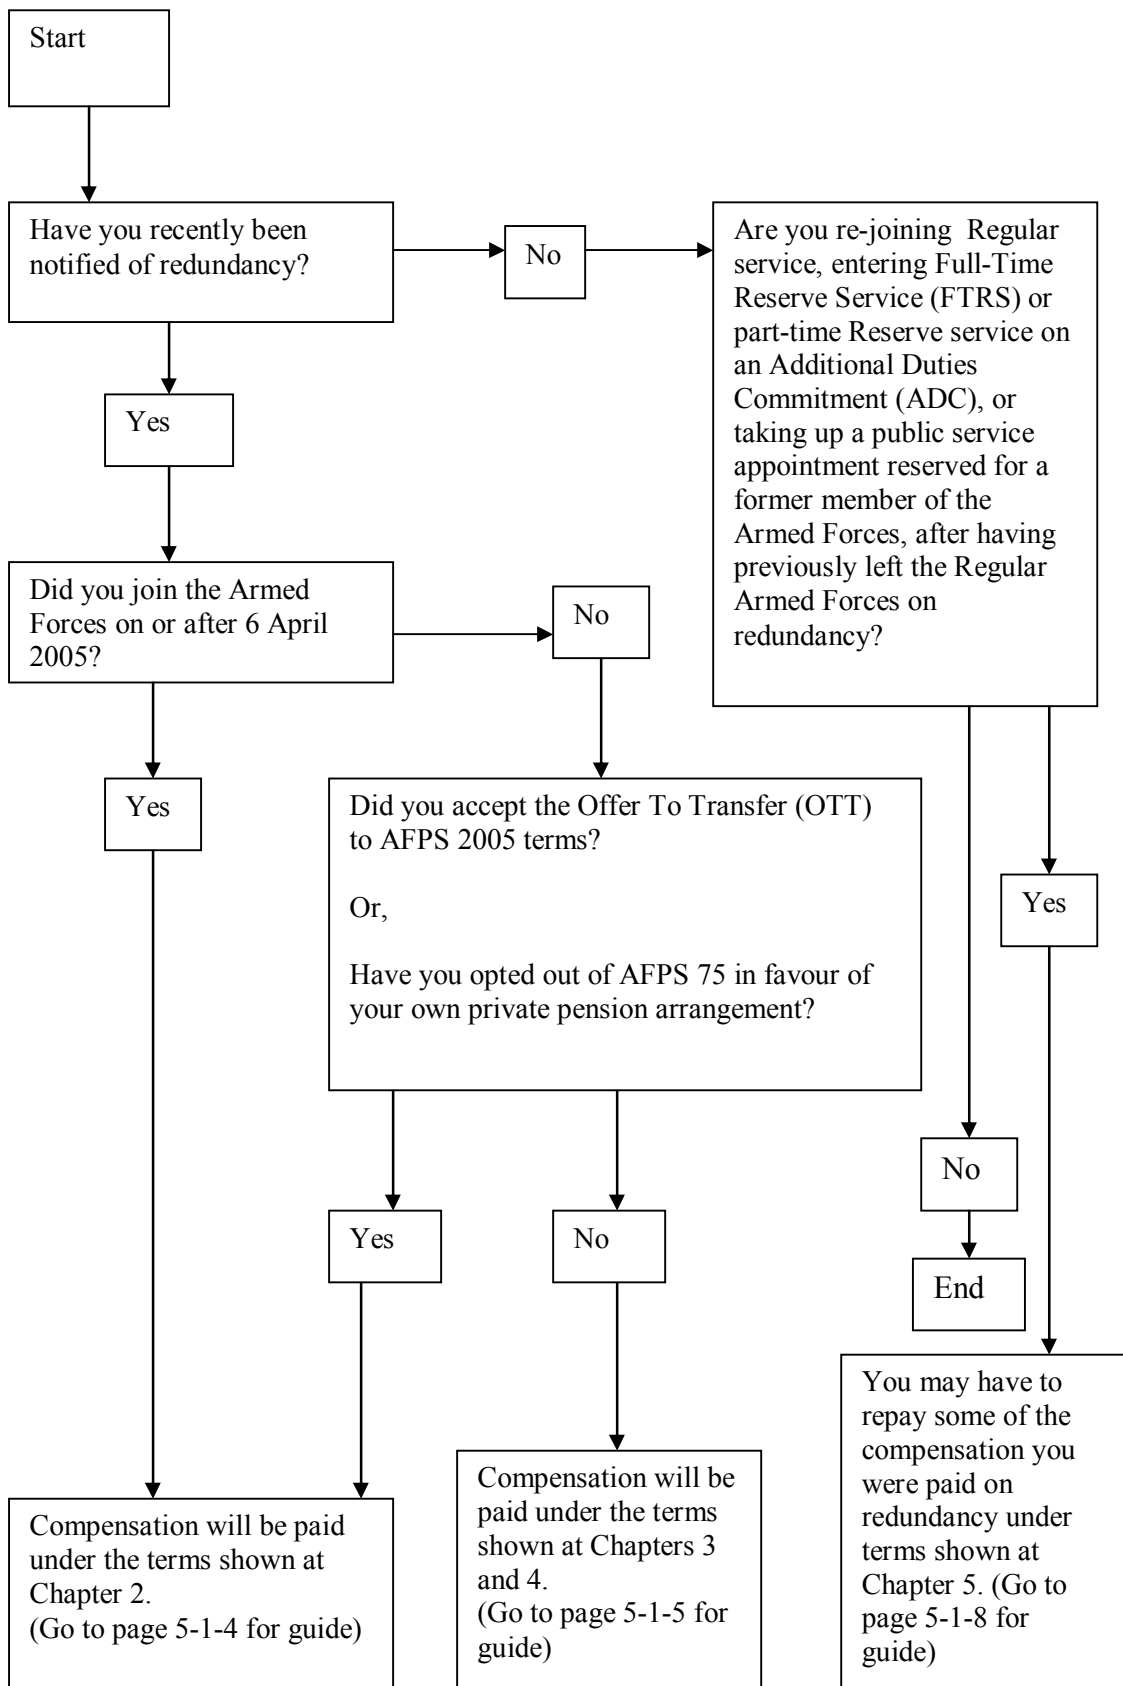 Start
Have you recently been
notified of redundancy?
No
Are you re-joining Regular
service, entering Full-Time
Reserve Service (FTRS) or
part-time Reserve service on
an Additional Duties
Commitment (ADC), or
taking up a public service
appointment reserved for a
former member of the
Armed Forces, after having
previously left the Regular
Armed Forces on
redundancy?
Yes
Did you join the Armed
Forces on or after 6 April
2005?
No
Yes
Did you accept the Offer To Transfer (OTT)
to AFPS 2005 terms?
Or,
Have you opted out of AFPS 75 in favour of
your own private pension arrangement?
Yes
No
End
Yes
No
Compensation will be paid
under the terms shown at
Chapter 2.
(Go to page 5-1-4 for guide)
Compensation will be
paid under the terms
shown at Chapters 3
and 4.
(Go to page 5-1-5 for
guide)
You may have to
repay some of the
compensation you
were paid on
redundancy under
terms shown at
Chapter 5. (Go to
page 5-1-8 for
guide)